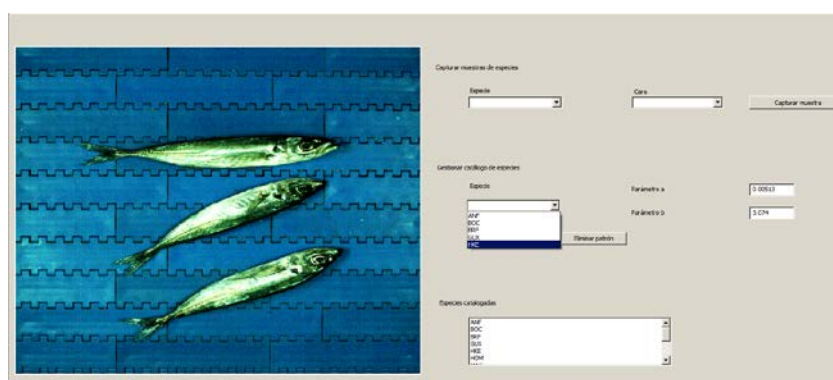 Capturar muestras de especies
Especie
Cara
Capturar muestra
Gestionar catálogo de especies
Especie
Parámetro a
0.00513
Parámetro b
3.074
ANF
BOC
BRF
HKE
Eliminar patrón
Especies catalogadas
ANF
BOC
BRF
GUX
HKE
HOM